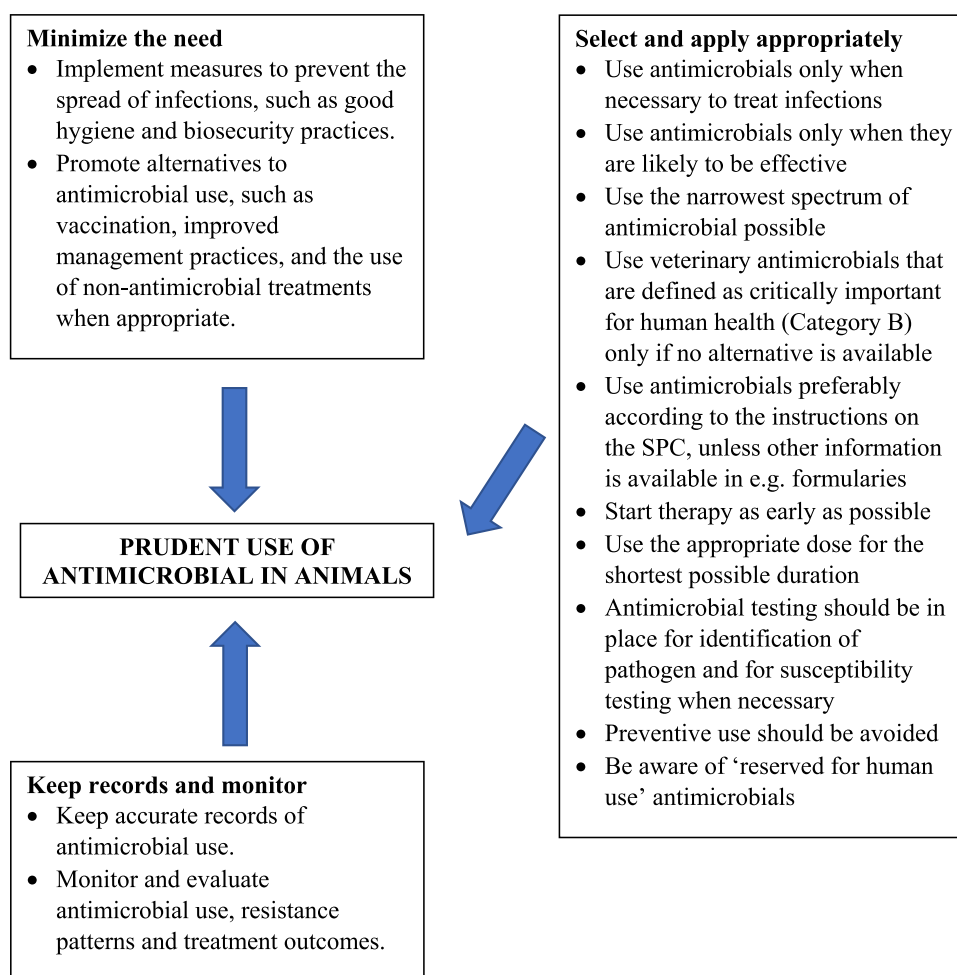 Minimize the need
• Implement measures to prevent the
spread of infections, such as good
hygiene and biosecurity practices.
• Promote alternatives to
antimicrobial use, such as
vaccination, improved
management practices, and the use
of non-antimicrobial treatments
when appropriate.
PRUDENT USE OF
ANTIMICROBIAL IN ANIMALS
Keep records and monitor
• Keep accurate records of
antimicrobial use.
• Monitor and evaluate
antimicrobial use, resistance
patterns and treatment outcomes.
Select and apply appropriately
• Use antimicrobials only when
necessary to treat infections
• Use antimicrobials only when they
are likely to be effective
• Use the narrowest spectrum of
antimicrobial possible
• Use veterinary antimicrobials that
are defined as critically important
for human health (Category B)
only if no alternative is available
• Use antimicrobials preferably
according to the instructions on
the SPC, unless other information
is available in e.g. formularies
• Start therapy as early as possible
• Use the appropriate dose for the
shortest possible duration
• Antimicrobial testing should be in
place for identification of
pathogen and for susceptibility
testing when necessary
• Preventive use should be avoided
• Be aware of ‘reserved for human
use’ antimicrobials